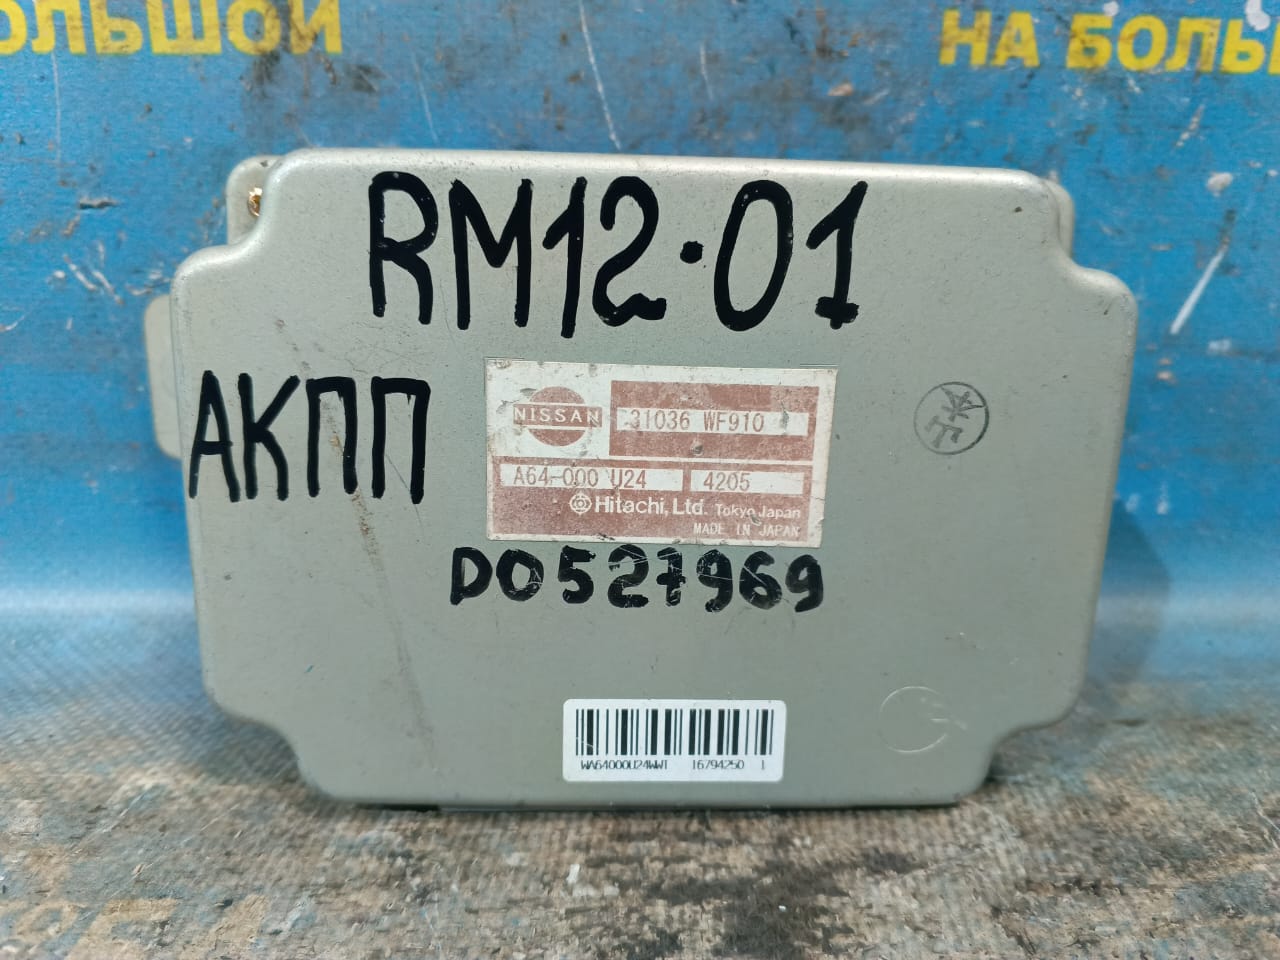 ОЛЬШОЙ
НА БОЛЬ
RM12·01
АКПП
NISSAN
31036 WF910
A64-000 U24 4205
Hitachi, Ltd. Tokyo Japan
MADE IN JAPAN
D0527969
WA64000U24WWT 16794250 1